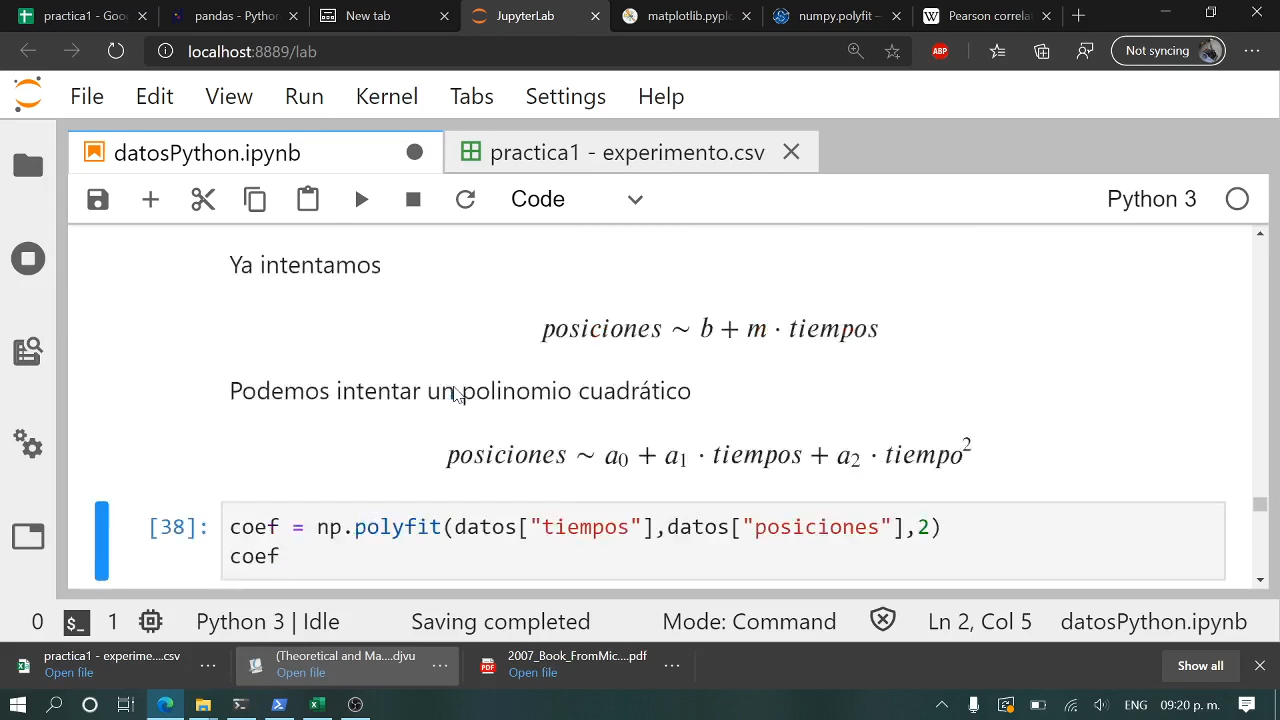 practica1 - Goo
pandas - Python
New tab
JupyterLab
matplotlib.pyplo
numpy.polyfit —
W Pearson correla
localhost:8889/lab
ABP
Not syncing
File Edit View Run Kernel Tabs Settings Help
datosPython.ipynb
practica1 - experimento.csv
Code
Python 3
Ya intentamos
posiciones ∼ b + m · tiempos
Podemos intentar un polinomio cuadrático
posiciones ∼ a₀ + a₁ · tiempos + a₂ · tiempo²
[38]: coef = np.polyfit(datos["tiempos"],datos["posiciones"],2)
coef
0 $_ 1 Python 3 | Idle Saving completed Mode: Command Ln 2, Col 5 datosPython.ipynb
practica1 - experime....csv
Open file
(Theoretical and Ma....djvu
Open file
PDF
2007_Book_FromMic....pdf
Open file
Show all
ENG 09:20 p. m.